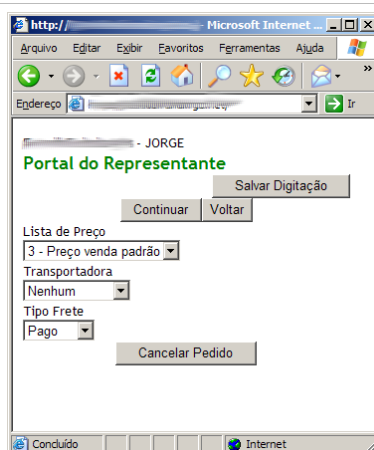 http:// - Microsoft Internet ...
Arquivo Editar Exibir Favoritos Ferramentas Ajuda
Endereço Ir
- JORGE
Portal do Representante
Salvar Digitação
Continuar Voltar
Lista de Preço
3 - Preço venda padrão
Transportadora
Nenhum
Tipo Frete
Pago
Cancelar Pedido
Concluído Internet